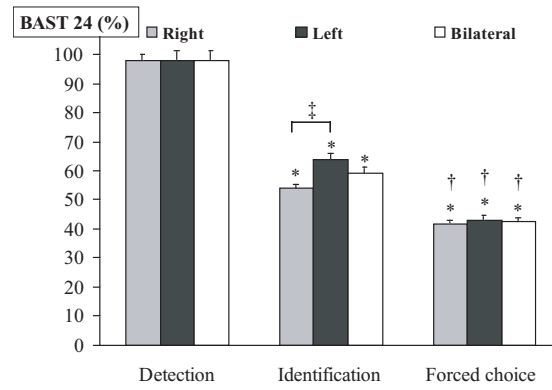 BAST 24 (%)
Right Left Bilateral
100
90
80
70
60
50
40
30
20
10
0
‡
* * *
† † †
* * *
Detection Identification Forced choice